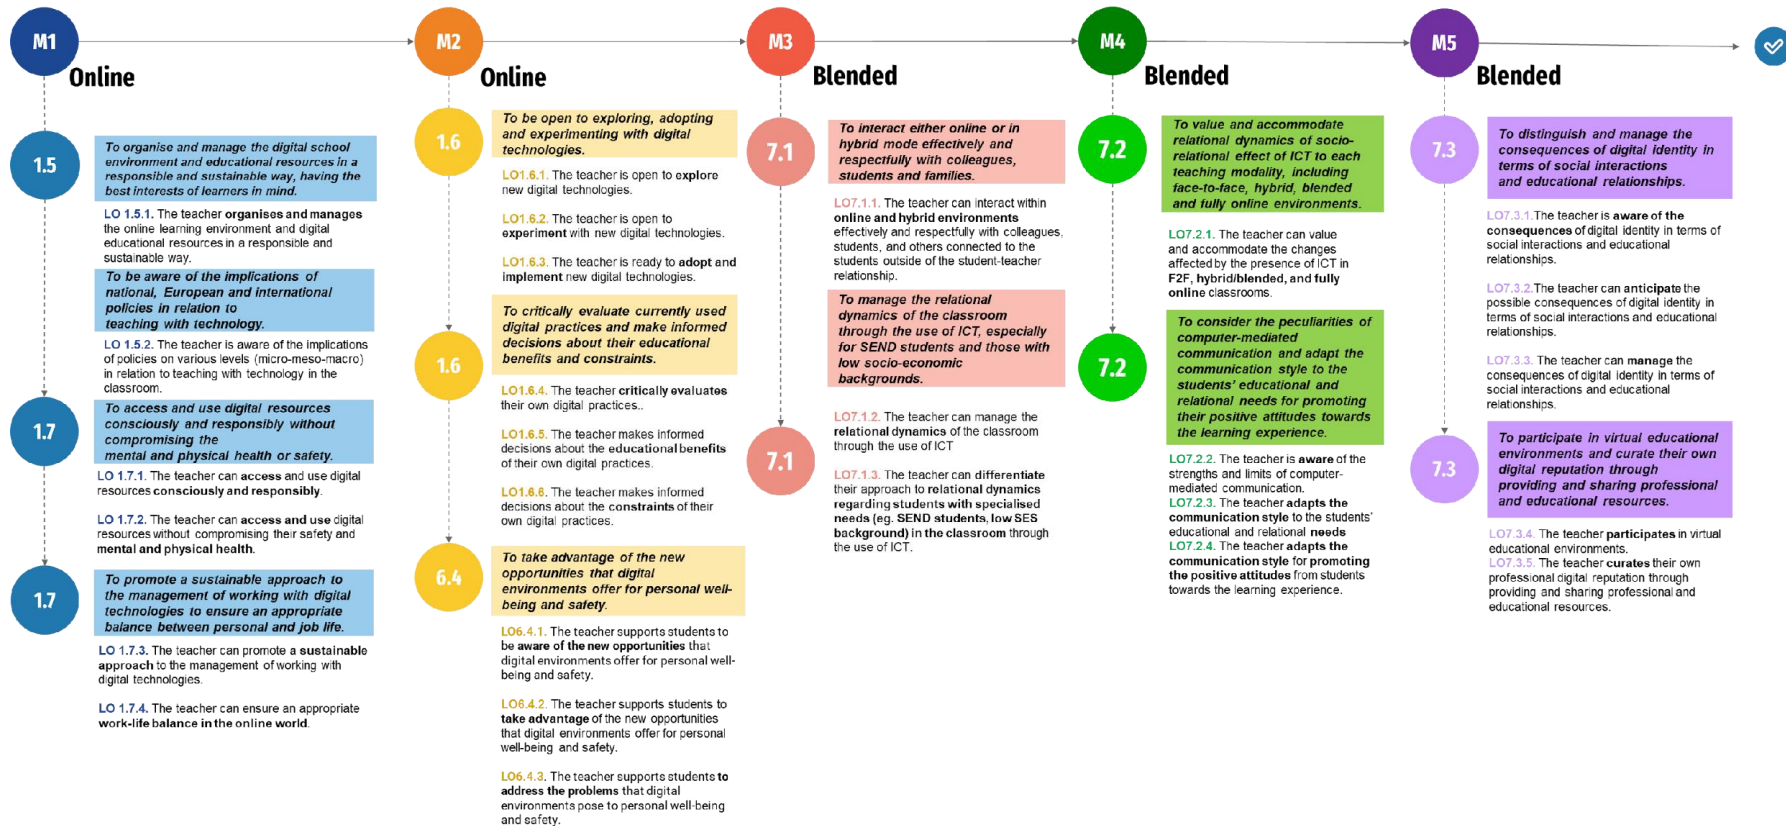 M1
Online
1.5
To organise and manage the digital school
environment and educational resources in a
responsible and sustainable way, having the
best interests of learners in mind.
LO 1.5.1. The teacher organises and manages
the online learning environment and digital
educational resources in a responsible and
sustainable way.
To be aware of the implications of
national, European and international
policies in relation to
teaching with technology.
LO 1.5.2. The teacher is aware of the implications
of policies on various levels (micro-meso-macro)
in relation to teaching with technology in the
classroom.
1.7
To access and use digital resources
consciously and responsibly without
compromising the
mental and physical health or safety.
LO 1.7.1. The teacher can access and use digital
resources consciously and responsibly.
LO 1.7.2. The teacher can access and use digital
resources without compromising their safety and
mental and physical health.
1.7
To promote a sustainable approach to
the management of working with digital
technologies to ensure an appropriate
balance between personal and job life.
LO 1.7.3. The teacher can promote a sustainable
approach to the management of working with
digital technologies.
LO 1.7.4. The teacher can ensure an appropriate
work-life balance in the online world.
M2
Online
1.6
To be open to exploring, adopting
and experimenting with digital
technologies.
LO1.6.1. The teacher is open to explore
new digital technologies.
LO1.6.2. The teacher is open to
experiment with new digital technologies.
LO1.6.3. The teacher is ready to adopt and
implement new digital technologies.
1.6
To critically evaluate currently used
digital practices and make informed
decisions about their educational
benefits and constraints.
LO1.6.4. The teacher critically evaluates
their own digital practices..
LO1.6.5. The teacher makes informed
decisions about the educational benefits
of their own digital practices.
LO1.6.6. The teacher makes informed
decisions about the constraints of their
own digital practices.
6.4
To take advantage of the new
opportunities that digital
environments offer for personal well-
being and safety.
LO6.4.1. The teacher supports students to
be aware of the new opportunities that
digital environments offer for personal well-
being and safety.
LO6.4.2. The teacher supports students to
take advantage of the new opportunities
that digital environments offer for personal
well-being and safety.
LO6.4.3. The teacher supports students to
address the problems that digital
environments pose to personal well-being
and safety.
M3
Blended
7.1
To interact either online or in
hybrid mode effectively and
respectfully with colleagues,
students and families.
LO7.1.1. The teacher can interact within
online and hybrid environments
effectively and respectfully with colleagues,
students, and others connected to the
students outside of the student-teacher
relationship.
To manage the relational
dynamics of the classroom
through the use of ICT, especially
for SEND students and those with
low socio-economic
backgrounds.
7.1
LO7.1.2. The teacher can manage the
relational dynamics of the classroom
through the use of ICT
LO7.1.3. The teacher can differentiate
their approach to relational dynamics
regarding students with specialised
needs (eg. SEND students, low SES
background) in the classroom through
the use of ICT.
M4
Blended
7.2
To value and accommodate
relational dynamics of socio-
relational effect of ICT to each
teaching modality, including
face-to-face, hybrid, blended
and fully online environments.
LO7.2.1. The teacher can value
and accommodate the changes
affected by the presence of ICT in
F2F, hybrid/blended, and fully
online classrooms.
7.2
To consider the peculiarities of
computer-mediated
communication and adapt the
communication style to the
students' educational and
relational needs for promoting
their positive attitudes towards
the learning experience.
LO7.2.2. The teacher is aware of the
strengths and limits of computer-
mediated communication.
LO7.2.3. The teacher adapts the
communication style to the students'
educational and relational needs
LO7.2.4. The teacher adapts the
communication style for promoting
the positive attitudes from students
towards the learning experience.
M5
Blended
7.3
To distinguish and manage the
consequences of digital identity in
terms of social interactions
and educational relationships.
LO7.3.1.The teacher is aware of the
consequences of digital identity in terms of
social interactions and educational
relationships.
LO7.3.2.The teacher can anticipate the
possible consequences of digital identity in
terms of social interactions and educational
relationships.
LO7.3.3. The teacher can manage the
consequences of digital identity in terms of
social interactions and educational
relationships.
7.3
To participate in virtual educational
environments and curate their own
digital reputation through
providing and sharing professional
and educational resources.
LO7.3.4. The teacher participates in virtual
educational environments.
LO7.3.5. The teacher curates their own
professional digital reputation through
providing and sharing professional and
educational resources.